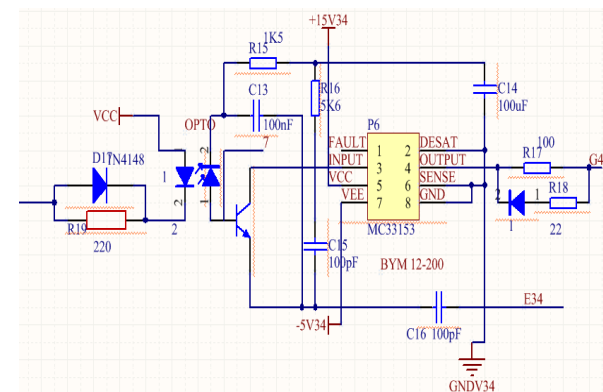 +15V34
1K5
R15
R16
5K6
C13
100nF
C14
100uF
VCC
OPTO
P6
7
FAULT
DESAT
1
2
INPUT
OUTPUT
3
4
VCC
SENSE
5
6
VEE
GND
7
8
MC33153
R17
100
G4
R18
22
2
1
1
D17
1N4148
1
2
2
2
1
R19
220
C15
100pF
BYM 12-200
-5V34
C16 100pF
E34
GNDV34